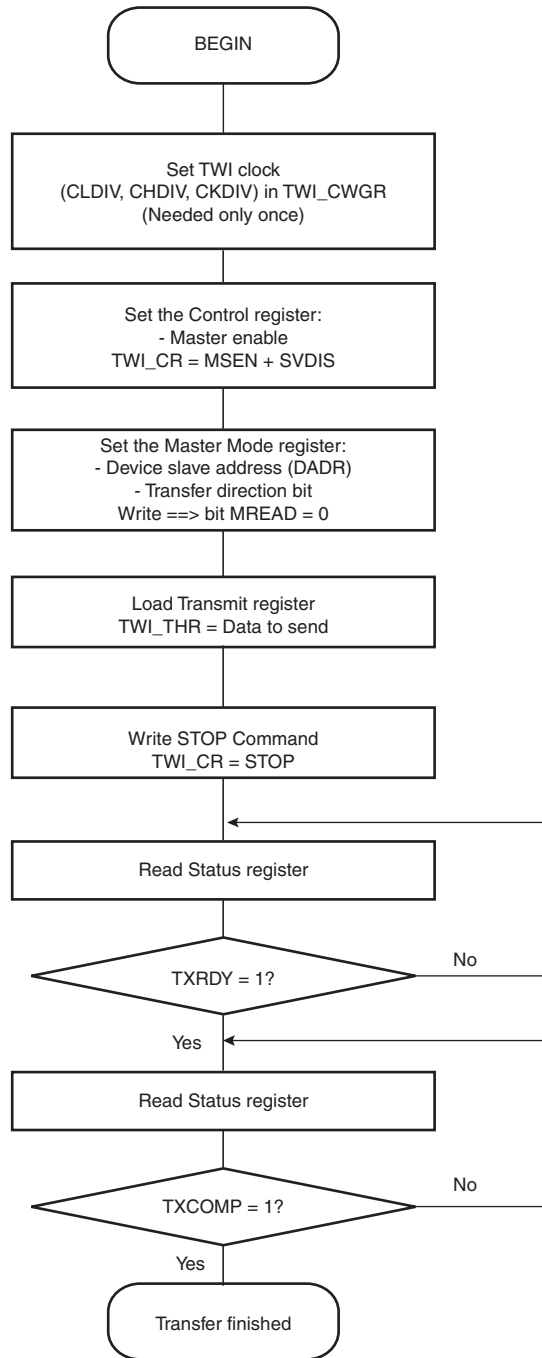 BEGIN
Set TWI clock
(CLDIV, CHDIV, CKDIV) in TWI_CWGR
(Needed only once)
Set the Control register:
- Master enable
TWI_CR = MSEN + SVDIS
Set the Master Mode register:
- Device slave address (DADR)
- Transfer direction bit
Write ==> bit MREAD = 0
Load Transmit register
TWI_THR = Data to send
Write STOP Command
TWI_CR = STOP
Read Status register
TXRDY = 1?
No
Yes
Read Status register
TXCOMP = 1?
No
Yes
Transfer finished